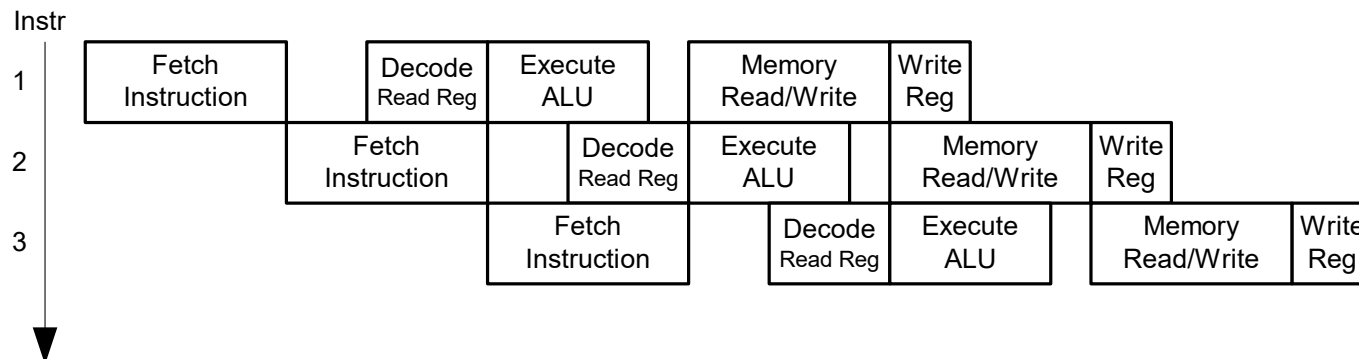 Instr
1
Fetch
Instruction
Decode
Read Reg
Execute
ALU
Memory
Read/Write
Write
Reg
2
Fetch
Instruction
Decode
Read Reg
Execute
ALU
Memory
Read/Write
Write
Reg
3
Fetch
Instruction
Decode
Read Reg
Execute
ALU
Memory
Read/Write
Write
Reg